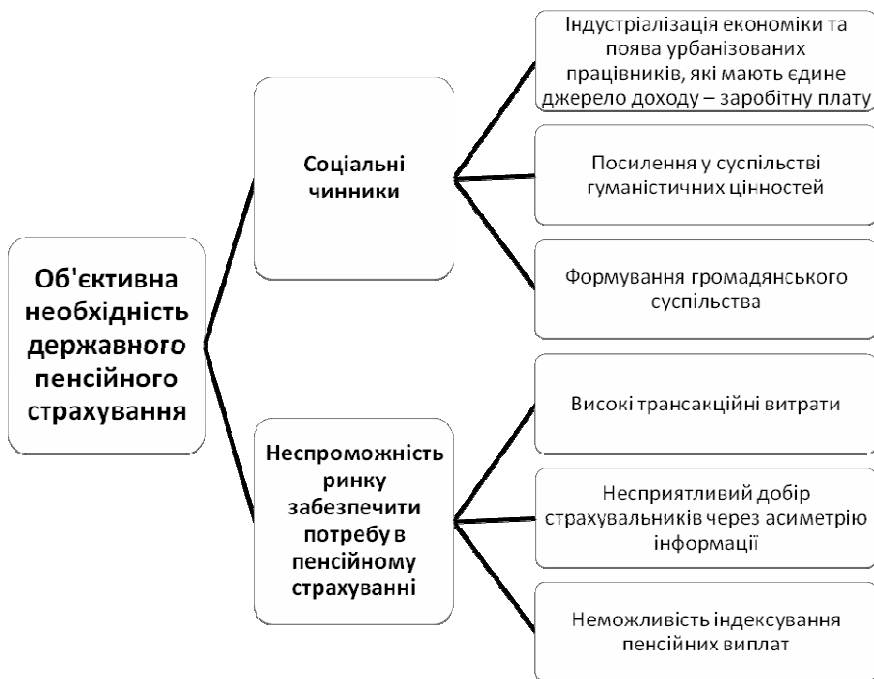 Об'єктивна
необхідність
державного
пенсійного
страхування
Соціальні
чинники
Індустріалізація економіки та
поява урбанізованих
працівників, які мають єдине
джерело доходу – заробітну плату
Посилення у суспільстві
гуманістичних цінностей
Формування громадянського
суспільства
Неспроможність
ринку
забезпечити
потребу в
пенсійному
страхуванні
Високі трансакційні витрати
Несприятливий добір
страхувальників через асиметрію
інформації
Неможливість індексування
пенсійних виплат